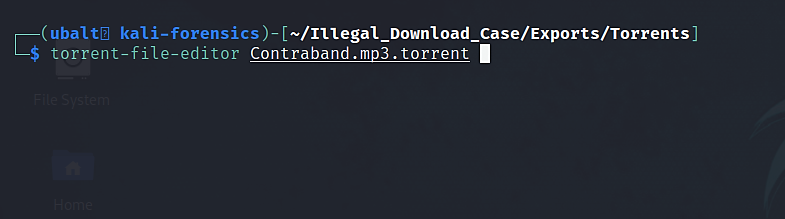 ┌──(ubalt㉿kali-forensics)-[~/Illegal_Download_Case/Exports/Torrents]
└─$ torrent-file-editor Contraband.mp3.torrent
File System
Home